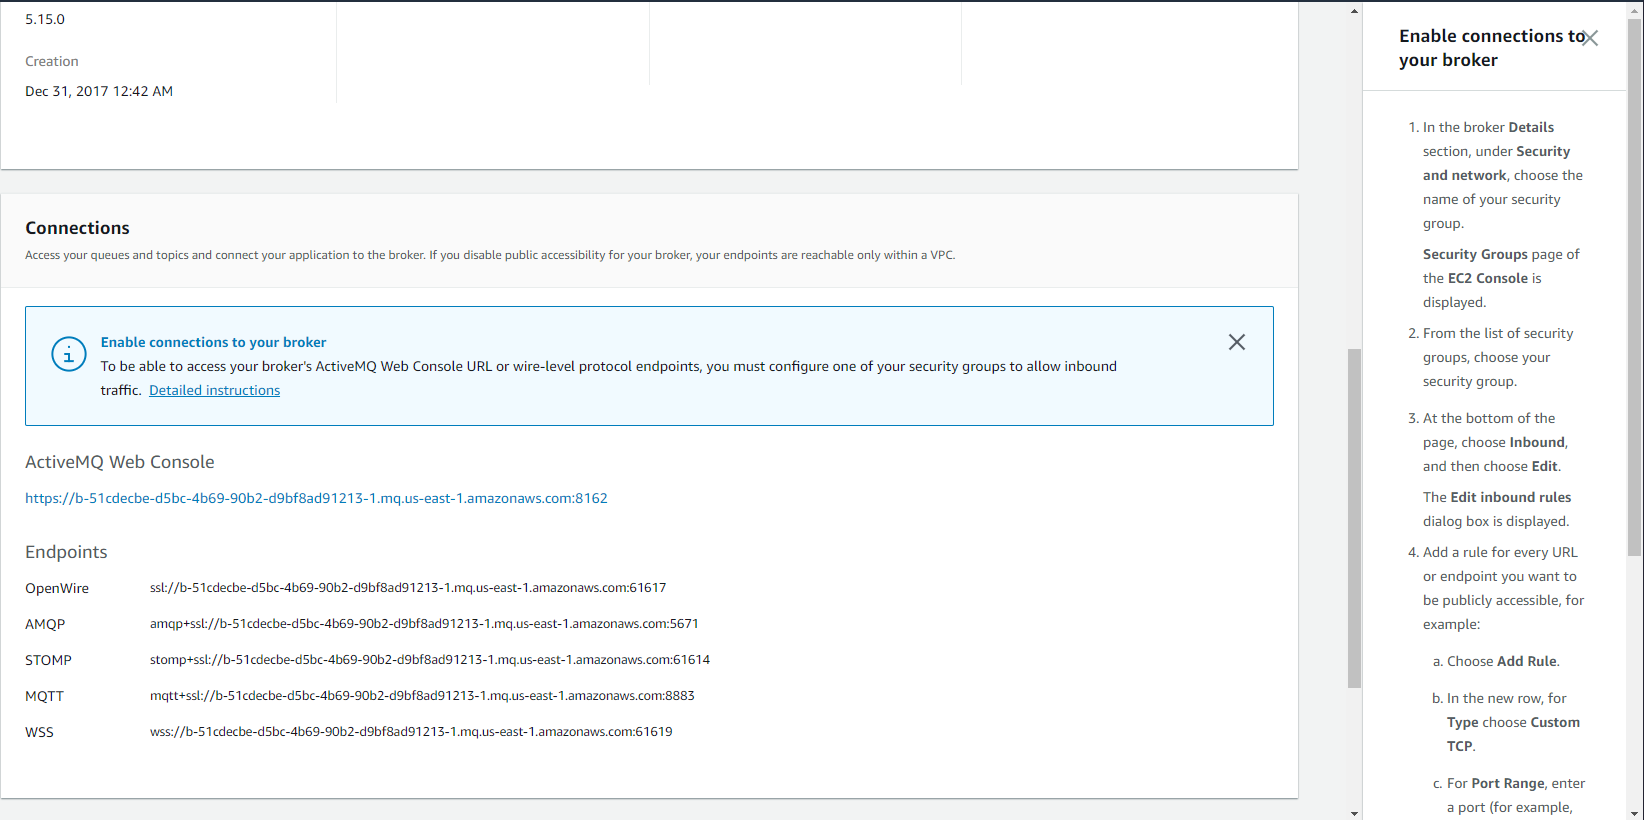 5.15.0
Creation
Dec 31, 2017 12:42 AM
Connections
Access your queues and topics and connect your application to the broker. If you disable public accessibility for your broker, your endpoints are reachable only within a VPC.
Enable connections to your broker
To be able to access your broker's ActiveMQ Web Console URL or wire-level protocol endpoints, you must configure one of your security groups to allow inbound
traffic. Detailed instructions
ActiveMQ Web Console
https://b-51cdecbe-d5bc-4b69-90b2-d9bf8ad91213-1.mq.us-east-1.amazonaws.com:8162
Endpoints
OpenWire ssl://b-51cdecbe-d5bc-4b69-90b2-d9bf8ad91213-1.mq.us-east-1.amazonaws.com:61617
AMQP amqp+ssl://b-51cdecbe-d5bc-4b69-90b2-d9bf8ad91213-1.mq.us-east-1.amazonaws.com:5671
STOMP stomp+ssl://b-51cdecbe-d5bc-4b69-90b2-d9bf8ad91213-1.mq.us-east-1.amazonaws.com:61614
MQTT mqtt+ssl://b-51cdecbe-d5bc-4b69-90b2-d9bf8ad91213-1.mq.us-east-1.amazonaws.com:8883
WSS wss://b-51cdecbe-d5bc-4b69-90b2-d9bf8ad91213-1.mq.us-east-1.amazonaws.com:61619
Enable connections to
your broker
1. In the broker Details
section, under Security
and network, choose the
name of your security
group.
Security Groups page of
the EC2 Console is
displayed.
2. From the list of security
groups, choose your
security group.
3. At the bottom of the
page, choose Inbound,
and then choose Edit.
The Edit inbound rules
dialog box is displayed.
4. Add a rule for every URL
or endpoint you want to
be publicly accessible, for
example:
a. Choose Add Rule.
b. In the new row, for
Type choose Custom
TCP.
c. For Port Range, enter
a port (for example,